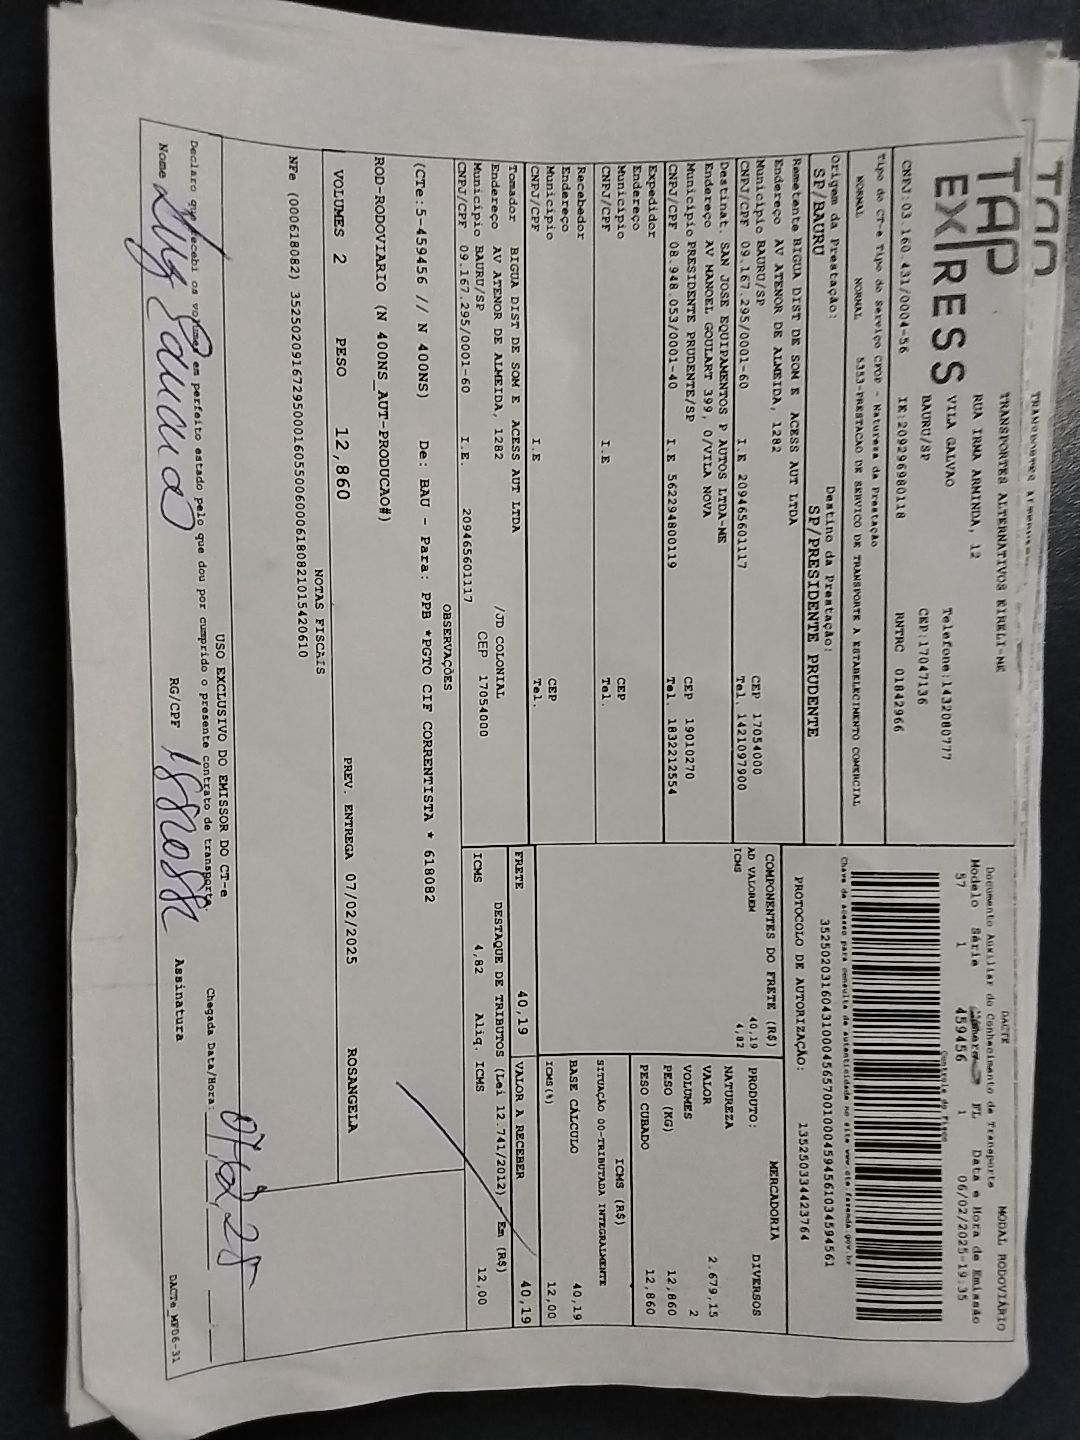 TAP
EXPRESS
TRANSPORTES ALTERNATIVOS EIRELI-ME
RUA IRMA ARMINDA, 12
VILA GALVAO
BAURU/SP
Telefone:1432080777
CEP:17047136
CNPJ:03.160.431/0004-56 IE:209296980118 RNTRC 01842966
DACTE MODAL RODOVIÁRIO
Documento Auxiliar do Conhecimento de Transporte
Modelo Série FL Data e Hora de Emissão
57 1 459456 1 06/02/2025-19:35
Controle do Fisco
Chave de acesso para consulta de autenticidade no site www.cte.fazenda.gov.br
PROTOCOLO DE AUTORIZAÇÃO: 135250334423764
Tipo do CT-e Tipo do Serviço CFOP - Natureza da Prestação
NORMAL NORMAL 5353-PRESTACAO DE SERVICO DE TRANSPORTE A ESTABELECIMENTO COMERCIAL
Origem da Prestação: Destino da Prestação:
SP/BAURU SP/PRESIDENTE PRUDENTE
Remetente BIGUA DIST DE SOM E ACESS AUT LTDA
Endereço AV ATENOR DE ALMEIDA, 1282
Municipio BAURU/SP CEP 17054000
CNPJ/CPF 09.167.295/0001-60 I.E 209465601117 Tel. 1421097900
Destinat. SAN JOSE EQUIPAMENTOS P AUTOS LTDA-ME
Endereço AV MANOEL GOULART 399, 0/VILA NOVA
Municipio PRESIDENTE PRUDENTE/SP CEP 19010270
CNPJ/CPF 08.948.053/0001-40 I.E 562294800119 Tel. 1832212554
Expedidor
Endereço
Municipio CEP
CNPJ/CPF I.E Tel.
Recebedor
Endereço
Municipio CEP
CNPJ/CPF I.E Tel.
Tomador BIGUA DIST DE SOM E ACESS AUT LTDA
Endereço AV ATENOR DE ALMEIDA, 1282 /JD COLONIAL
Municipio BAURU/SP CEP 17054000
CNPJ/CPF 09.167.295/0001-60 I.E. 209465601117
COMPONENTES DO FRETE (R$)
AD VALOREM 40,19
ICMS 4,82
MERCADORIA
PRODUTO: DIVERSOS
NATUREZA
VALOR 2.679,15
VOLUMES 2
PESO (KG) 12,860
PESO CUBADO 12,860
ICMS (R$)
SITUAÇÃO 00-TRIBUTADA INTEGRALMENTE
BASE CÁLCULO 40,19
ICMS(%) 12,00
FRETE 40,19 VALOR A RECEBER 40,19
DESTAQUE DE TRIBUTOS (Lei 12.741/2012) - Em (R$)
ICMS 4,82 Aliq. ICMS 12,00
OBSERVAÇÕES
(CTe:5-459456 // N 400NS) De: BAU - Para: PPB *PGTO CIF CORRENTISTA * 618082
ROD-RODOVIARIO (N 400NS_AUT-PRODUCAO#)
VOLUMES 2 PESO 12,860 PREV. ENTREGA 07/02/2025 ROSANGELA
NOTAS FISCAIS
NFe (000618082)
USO EXCLUSIVO DO EMISSOR DO CT-e
Declaro que recebi os volumes em perfeito estado pelo que dou por cumprido o presente contrato de transporte.
Chegada Data/Hora:
Nome RG/CPF Assinatura
DACTe_MP06-31